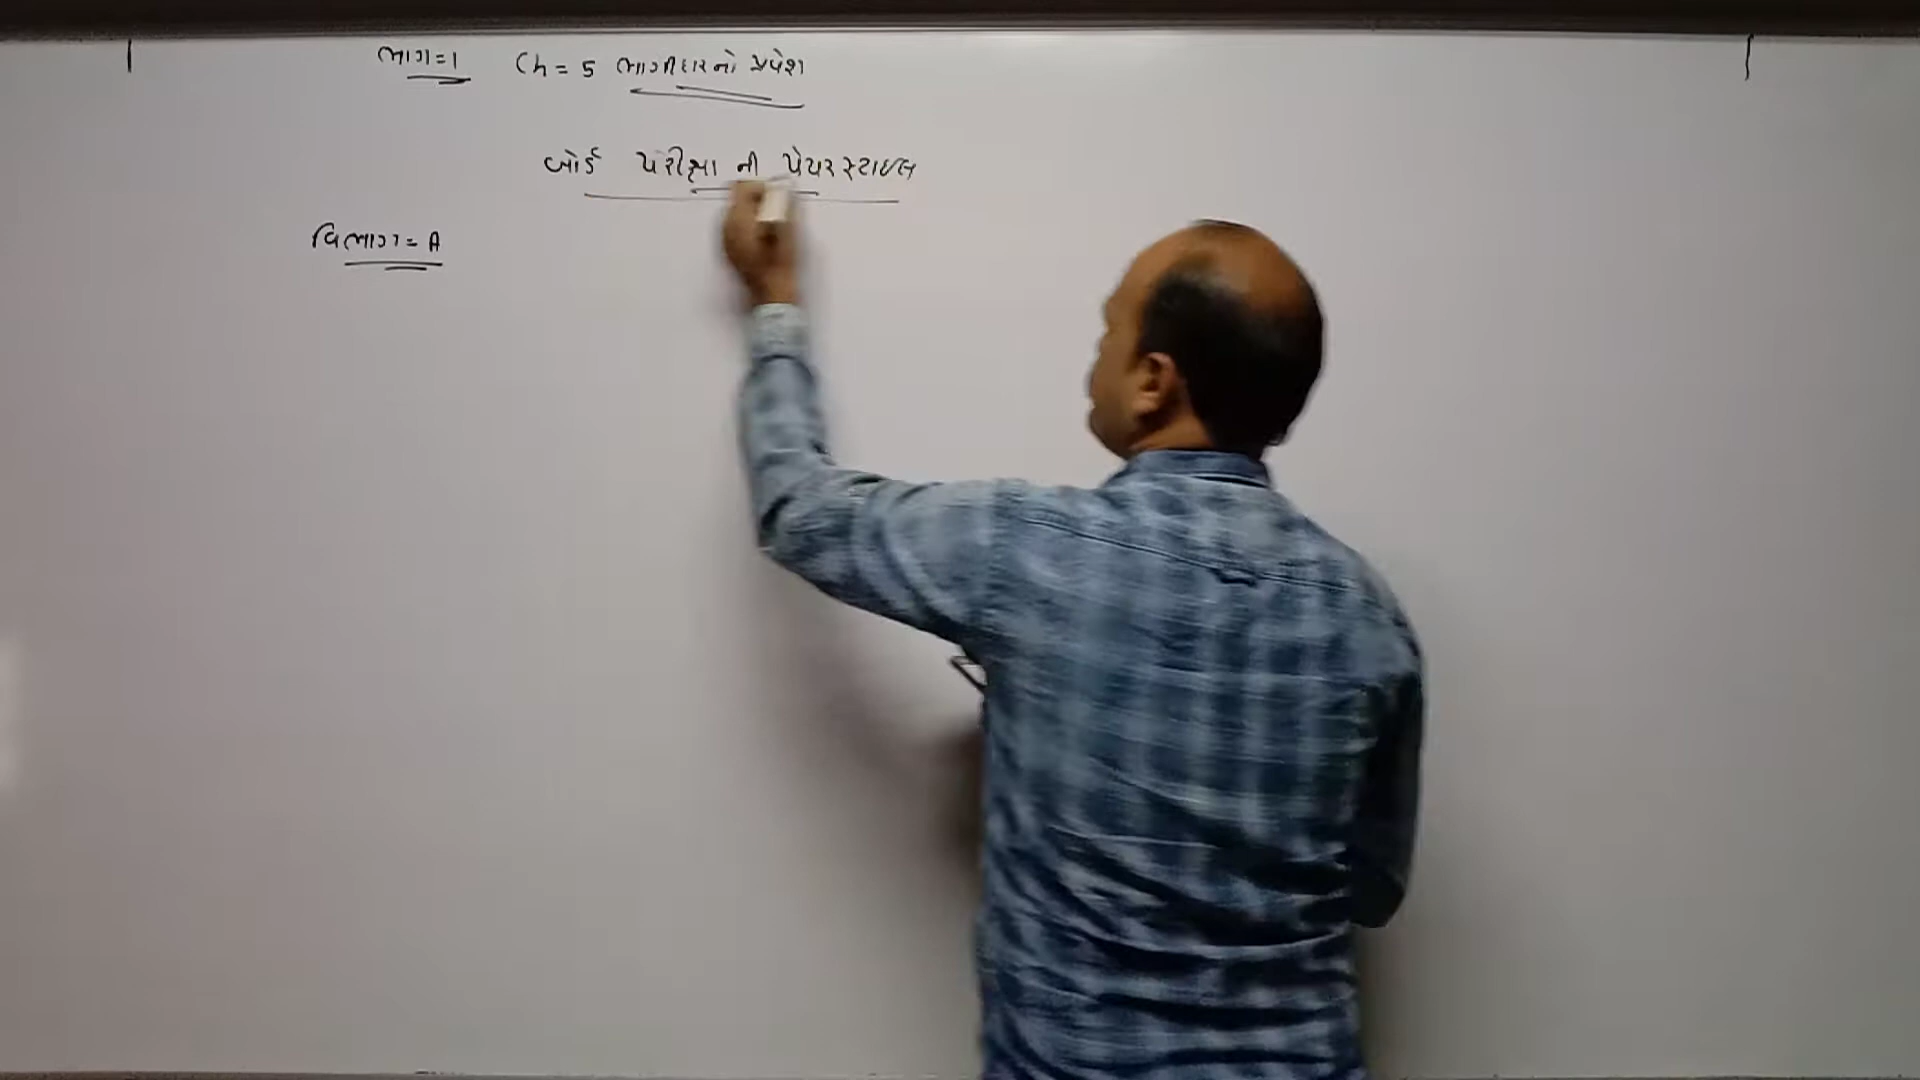 ભાગ=1 Ch = 5 ભાગીદારનો પ્રવેશ
બોર્ડ પરીક્ષા ની પેપરસ્ટાઇલ
વિભાગ= A